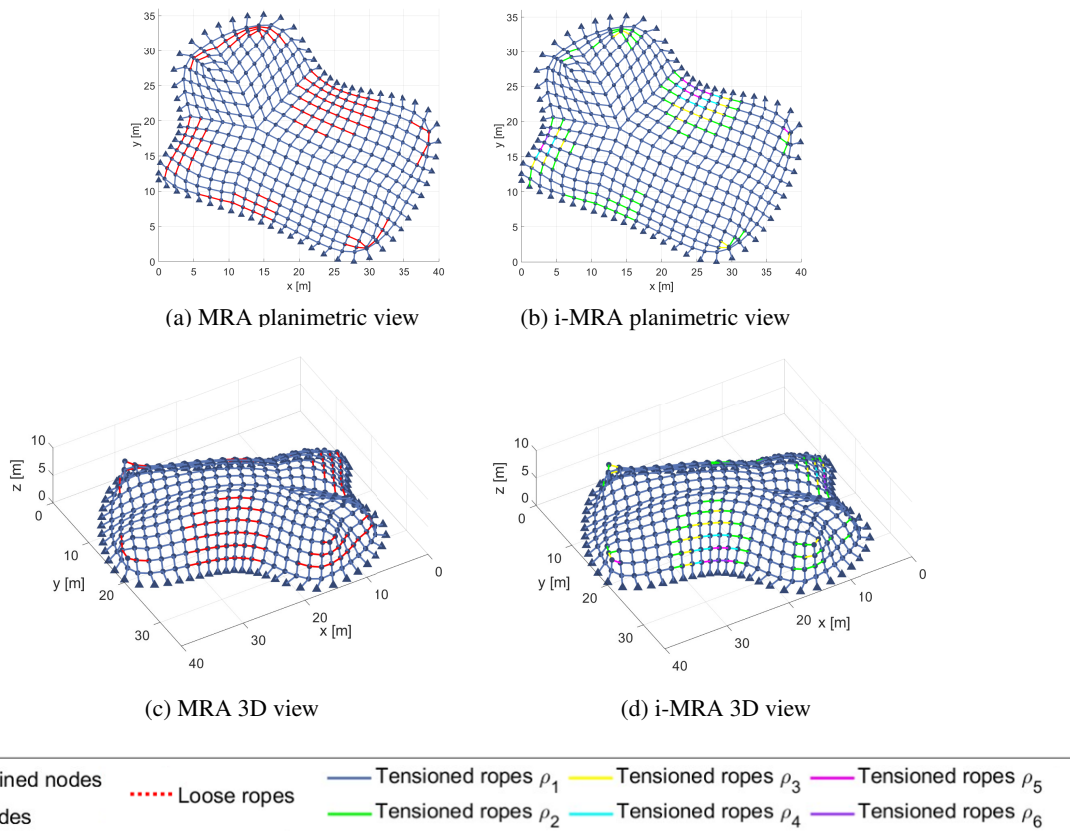 35
30
25
20
15
10
5
0
y [m]
0 5 10 15 20 25 30 35 40
x [m]
35
30
25
20
15
10
5
0
y [m]
0 5 10 15 20 25 30 35 40
x [m]
(a) MRA planimetric view
(b) i-MRA planimetric view
10
5
0
z [m]
0
10
20
30
40
y [m]
0
10
20
30
x [m]
10
5
0
z [m]
0
10
20
30
40
y [m]
0
10
20
30
x [m]
(c) MRA 3D view
(d) i-MRA 3D view
ined nodes
des
Loose ropes
Tensioned ropes ρ₁
Tensioned ropes ρ₂
Tensioned ropes ρ₃
Tensioned ropes ρ₄
Tensioned ropes ρ₅
Tensioned ropes ρ₆